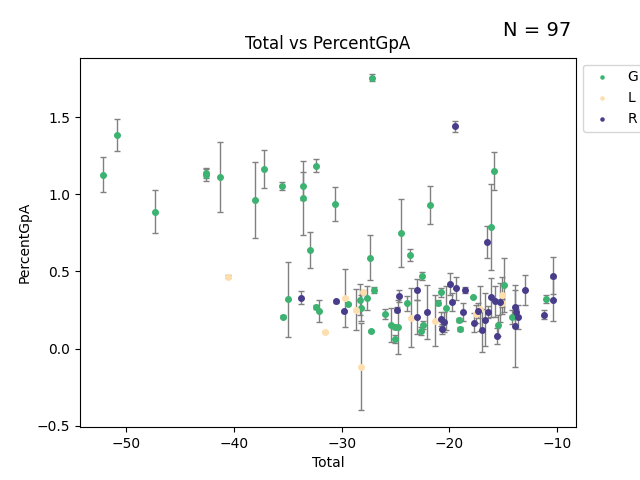 N = 97
Total vs PercentGpA
G
L
R
1.5
1.0
0.5
0.0
−0.5
PercentGpA
−50 −40 −30 −20 −10
Total